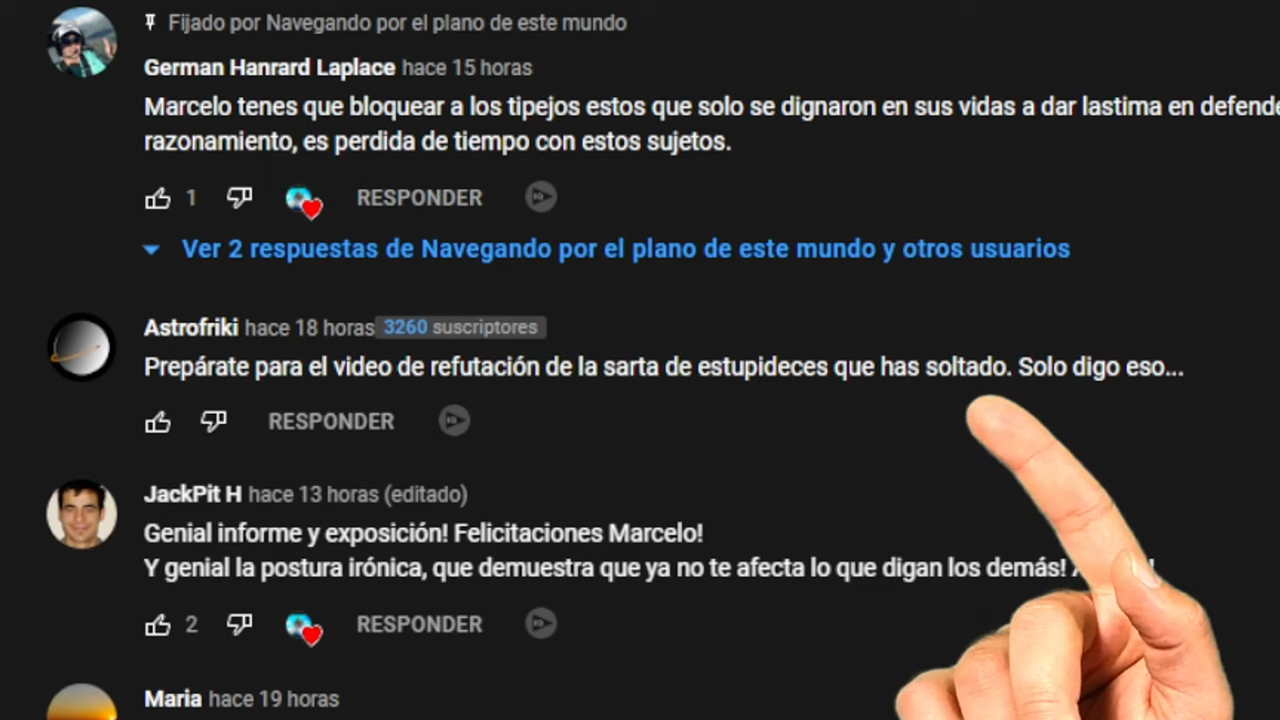 Fijado por Navegando por el plano de este mundo
German Hanrard Laplace hace 15 horas
Marcelo tenes que bloquear a los tipejos estos que solo se dignaron en sus vidas a dar lastima en
razonamiento, es perdida de tiempo con estos sujetos.
1 RESPONDER
Ver 2 respuestas de Navegando por el plano de este mundo y otros usuarios
Astrofriki hace 18 horas 3260 suscriptores
Prepárate para el video de refutación de la sarta de estupideces que has soltado. Solo digo eso...
RESPONDER
JackPit H hace 13 horas (editado)
Genial informe y exposición! Felicitaciones Marcelo!
Y genial la postura irónica, que demuestra que ya no te afecta lo que digan los demás!
2 RESPONDER
Maria hace 19 horas